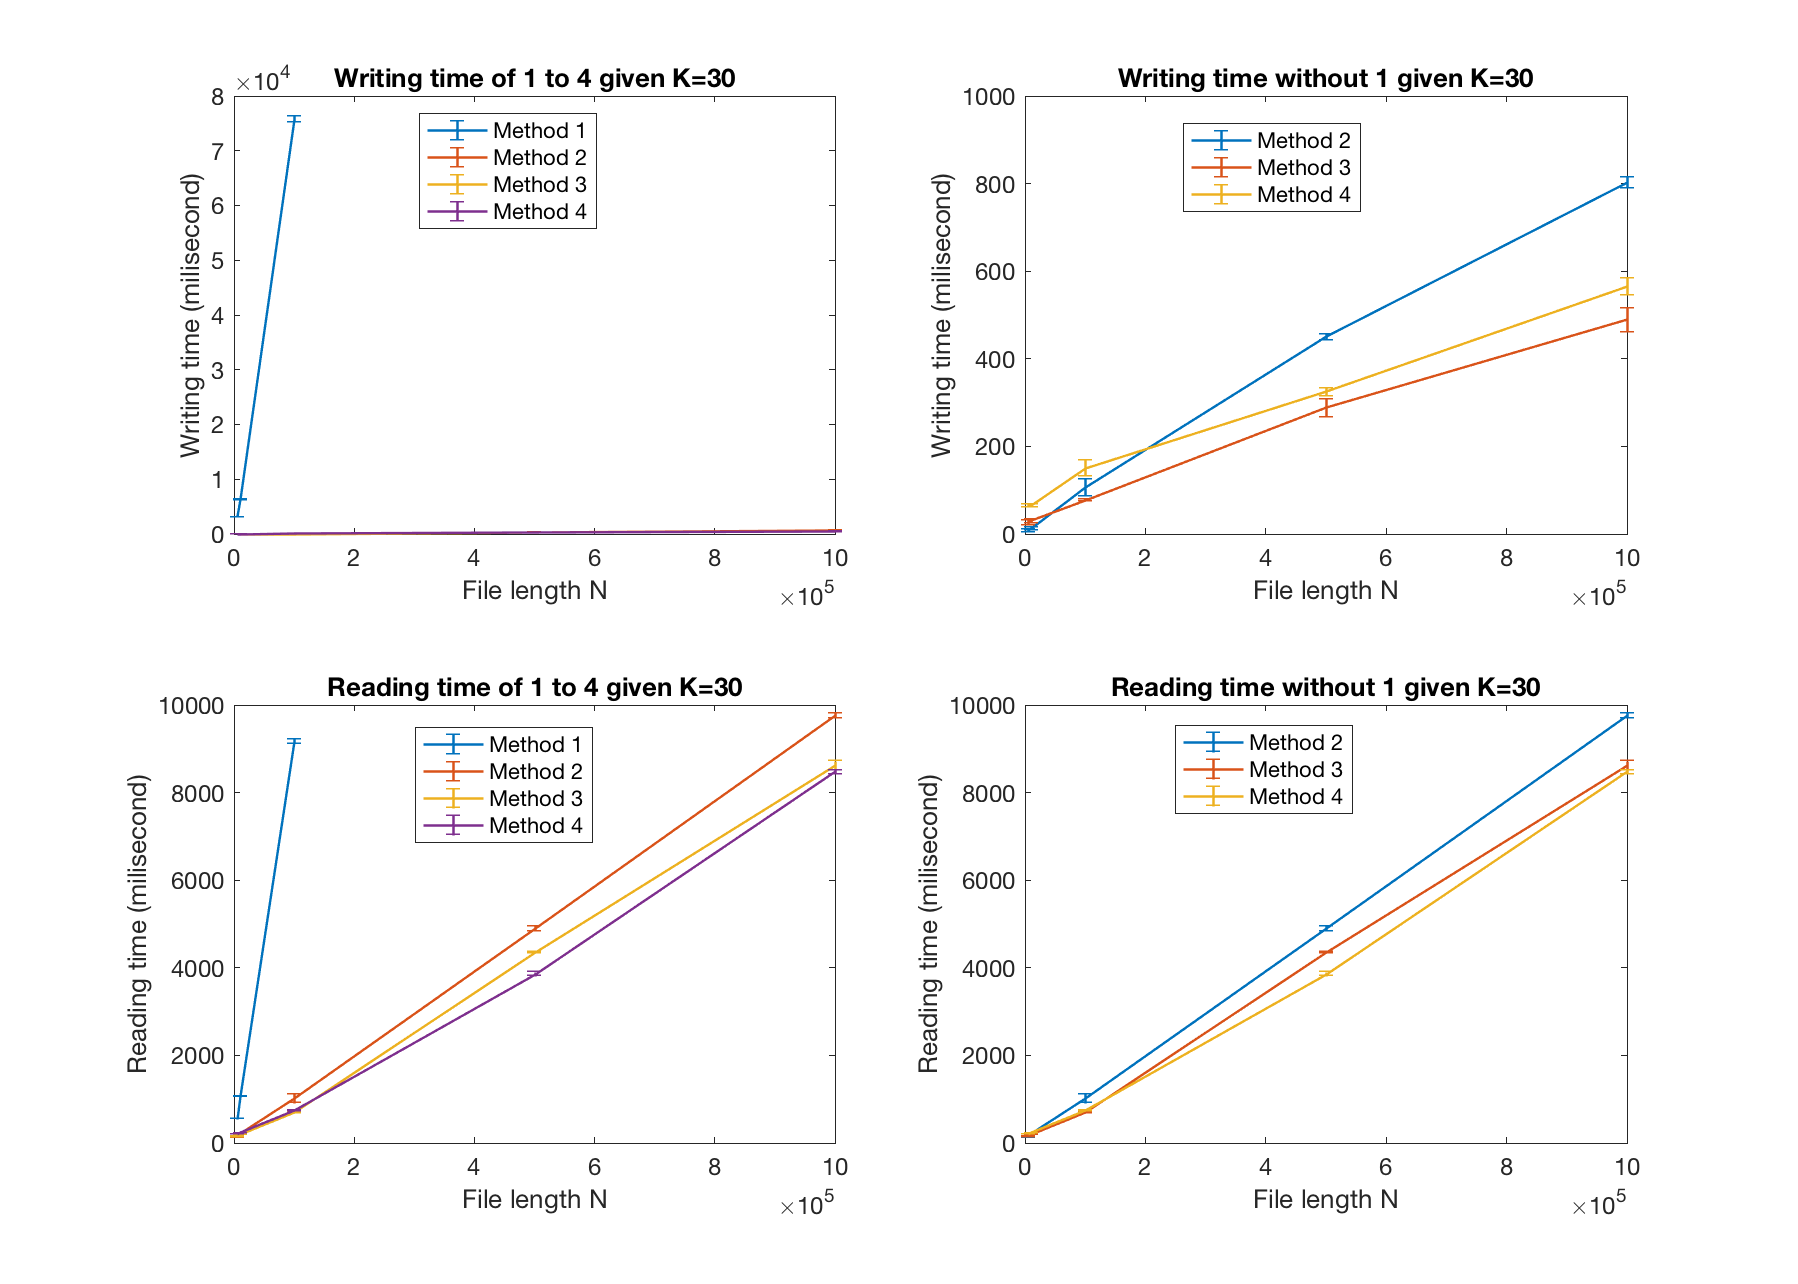 Writing time of 1 to 4 given K=30
×10^4
8
7
6
5
4
3
2
1
0
Writing time (milisecond)
Method 1
Method 2
Method 3
Method 4
0 2 4 6 8 10
File length N
×10^5
Writing time without 1 given K=30
1000
800
600
400
200
0
Writing time (milisecond)
Method 2
Method 3
Method 4
0 2 4 6 8 10
File length N
×10^5
Reading time of 1 to 4 given K=30
10000
8000
6000
4000
2000
0
Reading time (milisecond)
Method 1
Method 2
Method 3
Method 4
0 2 4 6 8 10
File length N
×10^5
Reading time without 1 given K=30
10000
8000
6000
4000
2000
0
Reading time (milisecond)
Method 2
Method 3
Method 4
0 2 4 6 8 10
File length N
×10^5